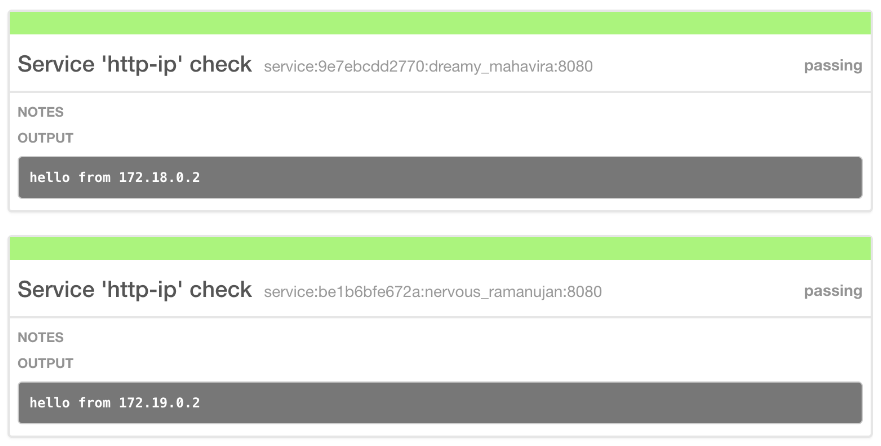 Service 'http-ip' check service:9e7ebcdd2770:dreamy_mahavira:8080 passing
NOTES
OUTPUT
hello from 172.18.0.2
Service 'http-ip' check service:be1b6bfe672a:nervous_ramanujan:8080 passing
NOTES
OUTPUT
hello from 172.19.0.2